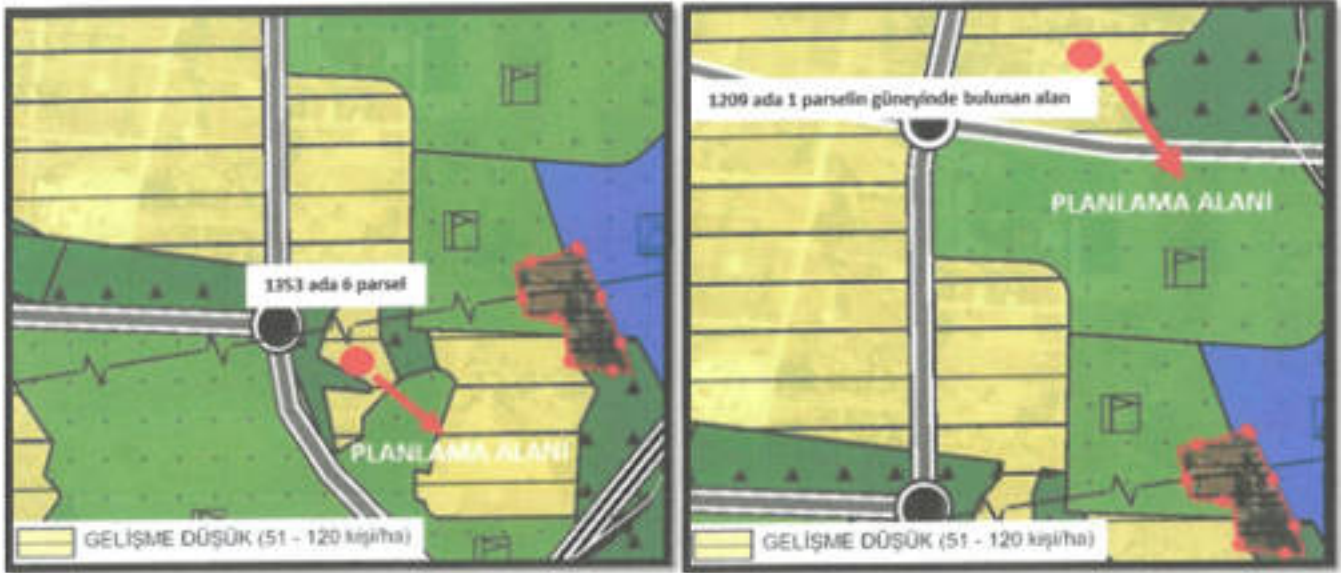 1353 ada 6 parsel
PLANLAMA ALANI
GELİŞME DÜŞÜK (51 - 120 kişi/ha)
1209 ada 1 parselin güneyinde bulunan alan
PLANLAMA ALANI
GELİŞME DÜŞÜK (51 - 120 kişi/ha)